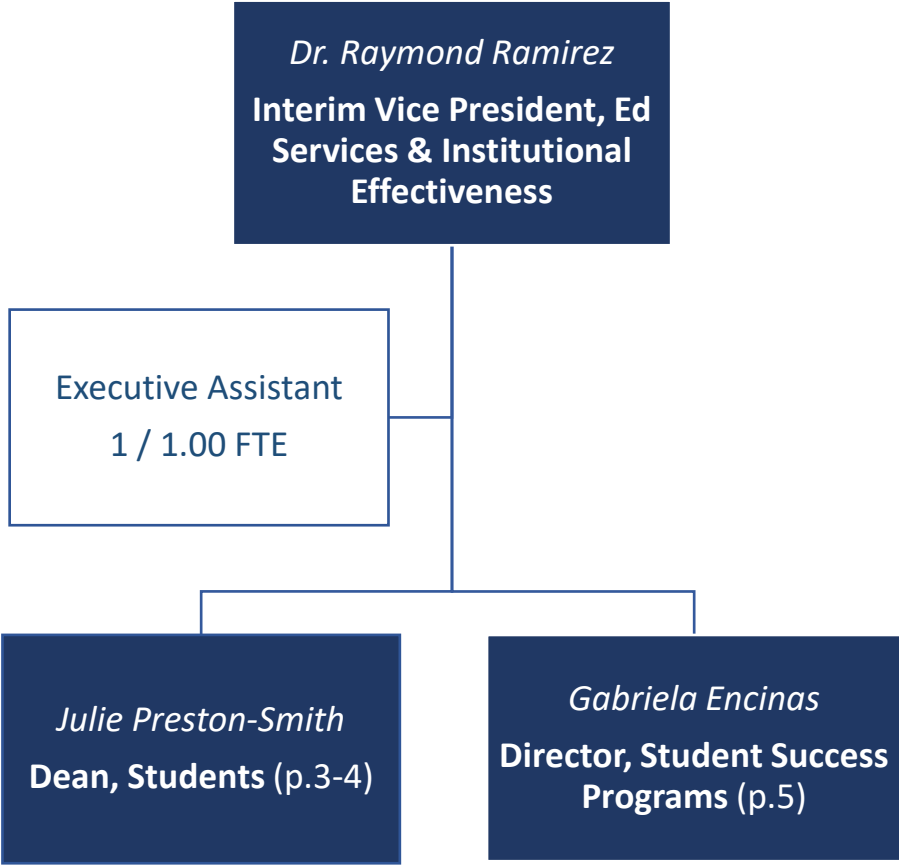 Dr. Raymond Ramirez
Interim Vice President, Ed
Services & Institutional
Effectiveness
Executive Assistant
1 / 1.00 FTE
Julie Preston-Smith
Dean, Students (p.3-4)
Gabriela Encinas
Director, Student Success
Programs (p.5)